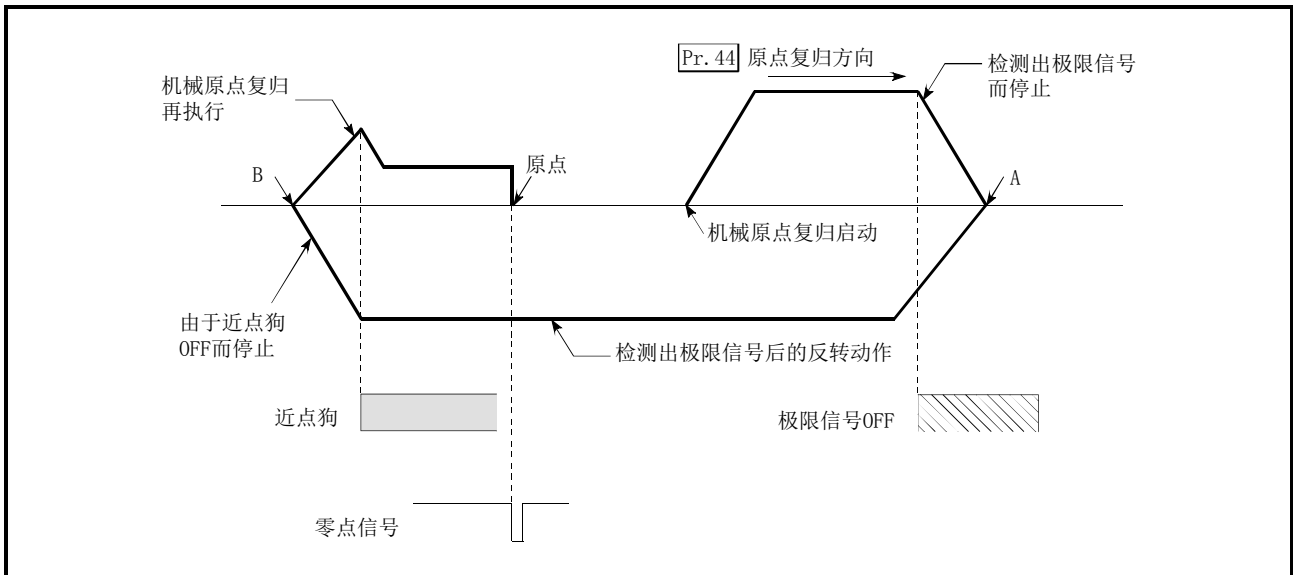 Pr.44 原点复归方向
检测出极限信号
而停止
机械原点复归
再执行
B
原点
A
机械原点复归启动
由于近点狗
OFF而停止
检测出极限信号后的反转动作
近点狗
极限信号OFF
零点信号